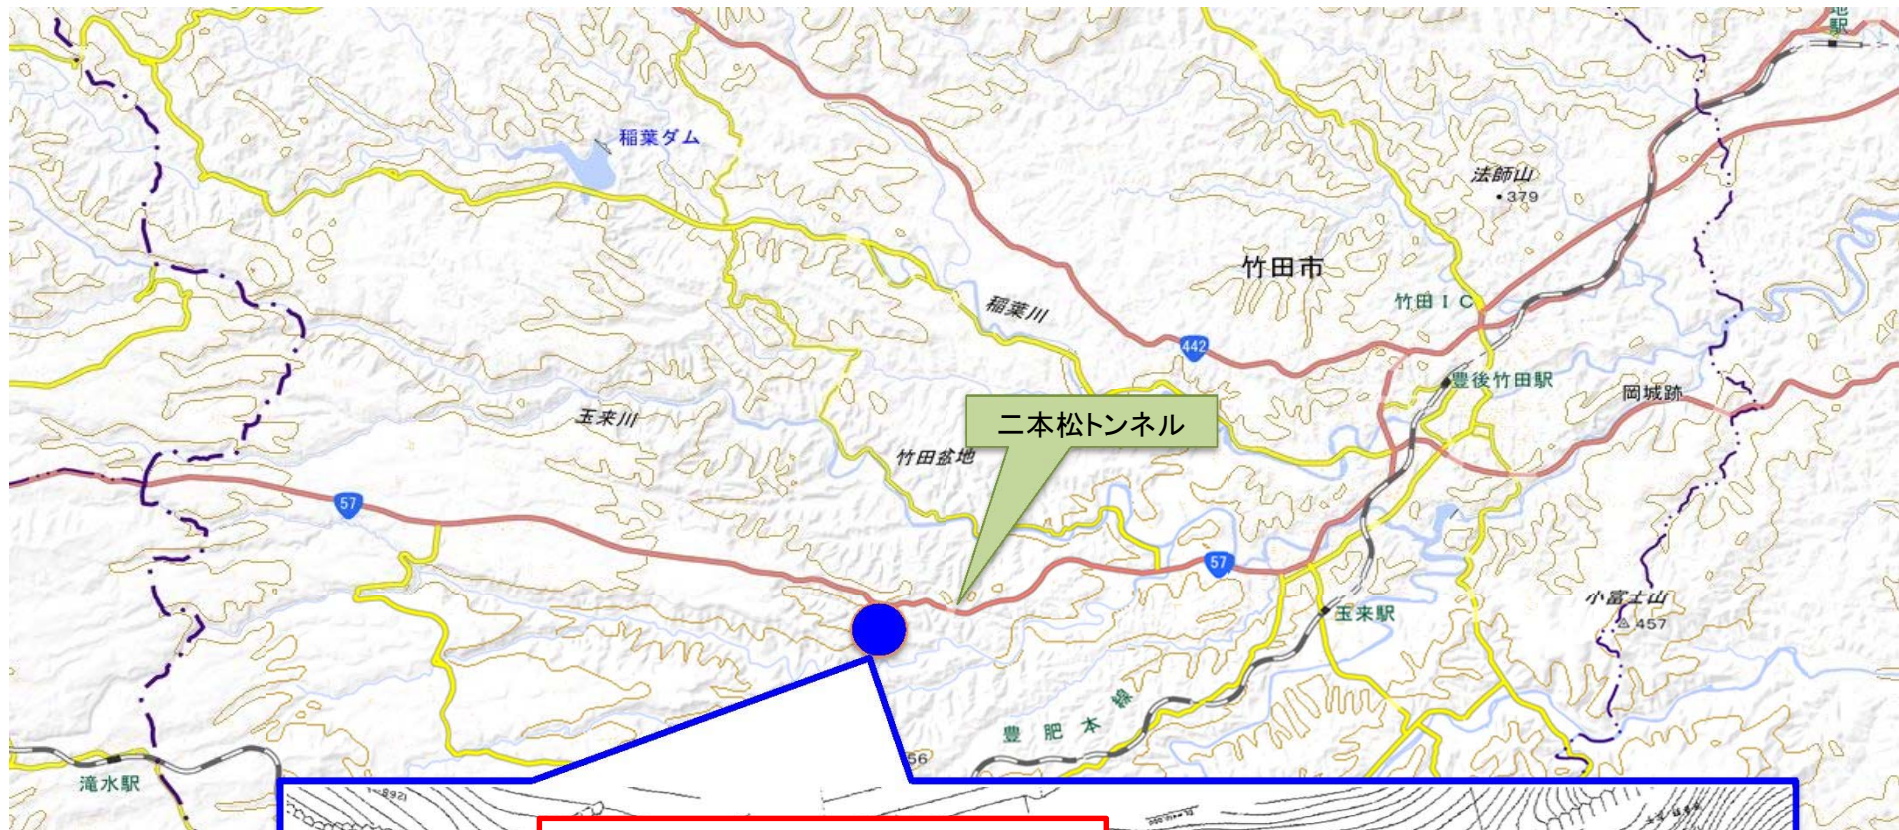 地駅
稲葉ダム
法師山
379
竹田市
竹田IC
稲葉川
442
豊後竹田駅
岡城跡
玉来川
二本松トンネル
竹田盆地
57
57
小富士山
457
玉来駅
豊肥本線
56
滝水駅